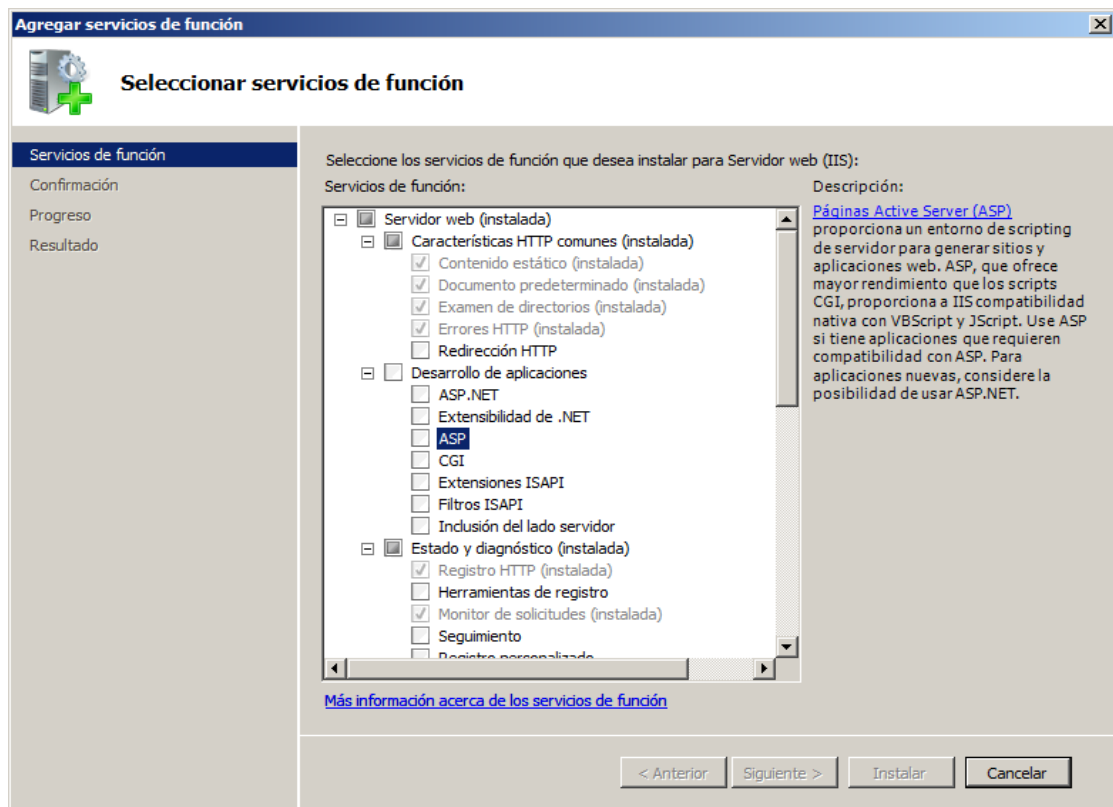 Agregar servicios de función
Seleccionar servicios de función
Servicios de función
Confirmación
Progreso
Resultado
Seleccione los servicios de función que desea instalar para Servidor web (IIS):
Servicios de función:
Servidor web (instalada)
Características HTTP comunes (instalada)
Contenido estático (instalada)
Documento predeterminado (instalada)
Examen de directorios (instalada)
Errores HTTP (instalada)
Redirección HTTP
Desarrollo de aplicaciones
ASP.NET
Extensibilidad de .NET
ASP
CGI
Extensiones ISAPI
Filtros ISAPI
Inclusión del lado servidor
Estado y diagnóstico (instalada)
Registro HTTP (instalada)
Herramientas de registro
Monitor de solicitudes (instalada)
Seguimiento
Registro personalizado
Descripción:
Páginas Active Server (ASP)
proporciona un entorno de scripting
de servidor para generar sitios y
aplicaciones web. ASP, que ofrece
mayor rendimiento que los scripts
CGI, proporciona a IIS compatibilidad
nativa con VBScript y JScript. Use ASP
si tiene aplicaciones que requieren
compatibilidad con ASP. Para
aplicaciones nuevas, considere la
posibilidad de usar ASP.NET.
Más información acerca de los servicios de función
< Anterior
Siguiente >
Instalar
Cancelar